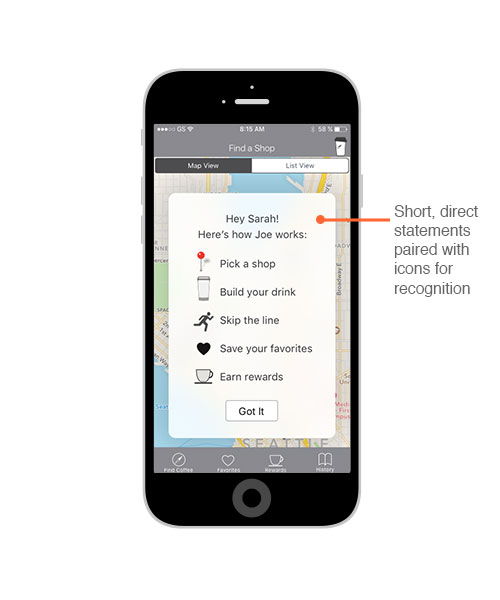 GS
8:15 AM
58 %
Find a Shop
Map View
List View
Hey Sarah!
Here's how Joe works:
Pick a shop
Build your drink
Skip the line
Save your favorites
Earn rewards
Got It
Broadway E
SEATTLE
Find Coffee
Favorites
Rewards
History
Short, direct
statements
paired with
icons for
recognition